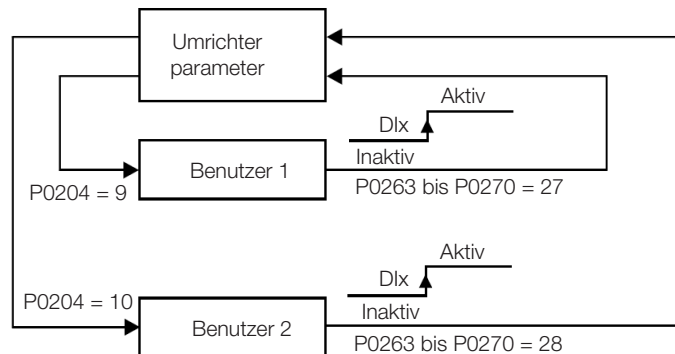 Umrichter
parameter
Aktiv
DIx
Inaktiv
Benutzer 1
P0204 = 9
P0263 bis P0270 = 27
Aktiv
DIx
Inaktiv
P0204 = 10
Benutzer 2
P0263 bis P0270 = 28